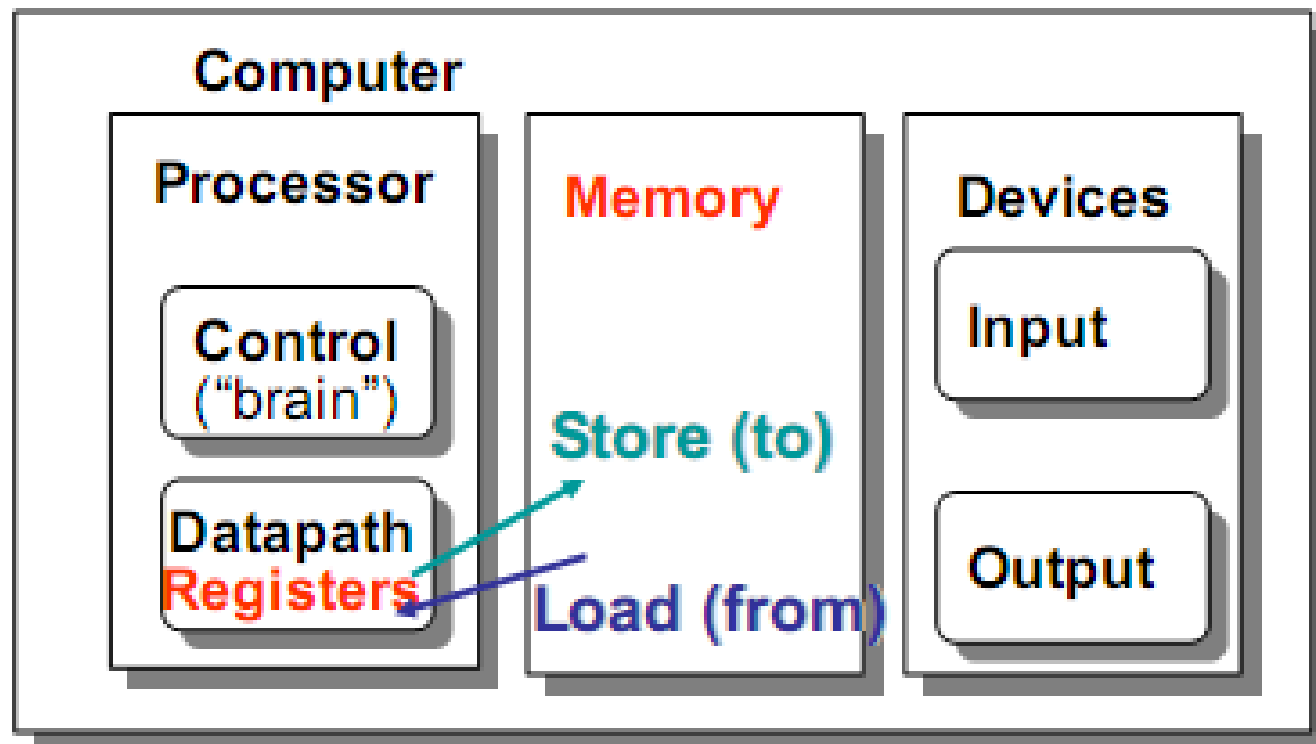 Computer
Processor
Control
(“brain”)
Datapath
Registers
Memory
Store (to)
Load (from)
Devices
Input
Output